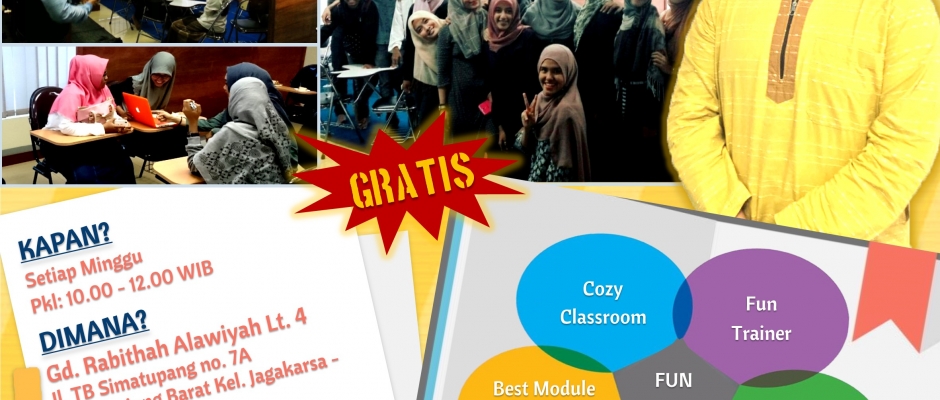 GRATIS
KAPAN?
Setiap Minggu
Pkl: 10.00 - 12.00 WIB
DIMANA?
Gd. Rabithah Alawiyah Lt. 4
Jl. TB Simatupang no. 7A
Barat Kel. Jagakarsa -
Cozy
Classroom
Fun
Trainer
Best Module
FUN